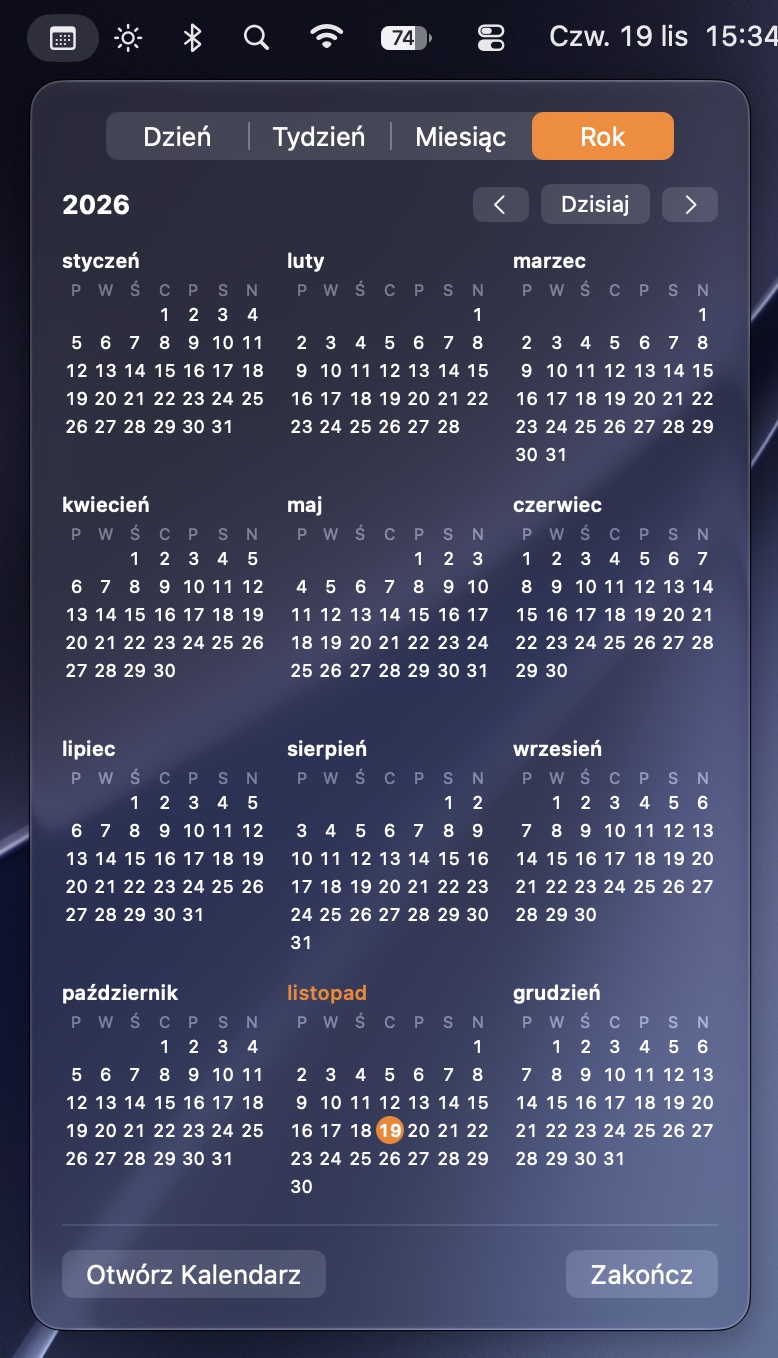 74 Czw. 19 lis 15:34
Dzień Tydzień Miesiąc Rok
2026 Dzisiaj
styczeń luty marzec
P W Ś C P S N P W Ś C P S N P W Ś C P S N
1 2 3 4 1 1
5 6 7 8 9 10 11 2 3 4 5 6 7 8 2 3 4 5 6 7 8
12 13 14 15 16 17 18 9 10 11 12 13 14 15 9 10 11 12 13 14 15
19 20 21 22 23 24 25 16 17 18 19 20 21 22 16 17 18 19 20 21 22
26 27 28 29 30 31 23 24 25 26 27 28 23 24 25 26 27 28 29
30 31
kwiecień maj czerwiec
P W Ś C P S N P W Ś C P S N P W Ś C P S N
1 2 3 4 5 1 2 3 1 2 3 4 5 6 7
6 7 8 9 10 11 12 4 5 6 7 8 9 10 8 9 10 11 12 13 14
13 14 15 16 17 18 19 11 12 13 14 15 16 17 15 16 17 18 19 20 21
20 21 22 23 24 25 26 18 19 20 21 22 23 24 22 23 24 25 26 27 28
27 28 29 30 25 26 27 28 29 30 31 29 30
lipiec sierpień wrzesień
P W Ś C P S N P W Ś C P S N P W Ś C P S N
1 2 3 4 5 1 2 1 2 3 4 5 6
6 7 8 9 10 11 12 3 4 5 6 7 8 9 7 8 9 10 11 12 13
13 14 15 16 17 18 19 10 11 12 13 14 15 16 14 15 16 17 18 19 20
20 21 22 23 24 25 26 17 18 19 20 21 22 23 21 22 23 24 25 26 27
27 28 29 30 31 24 25 26 27 28 29 30 28 29 30
31
październik listopad grudzień
P W Ś C P S N P W Ś C P S N P W Ś C P S N
1 2 3 4 1 1 2 3 4 5 6
5 6 7 8 9 10 11 2 3 4 5 6 7 8 7 8 9 10 11 12 13
12 13 14 15 16 17 18 9 10 11 12 13 14 15 14 15 16 17 18 19 20
19 20 21 22 23 24 25 16 17 18 19 20 21 22 21 22 23 24 25 26 27
26 27 28 29 30 31 23 24 25 26 27 28 29 28 29 30 31
30
Otwórz Kalendarz Zakończ